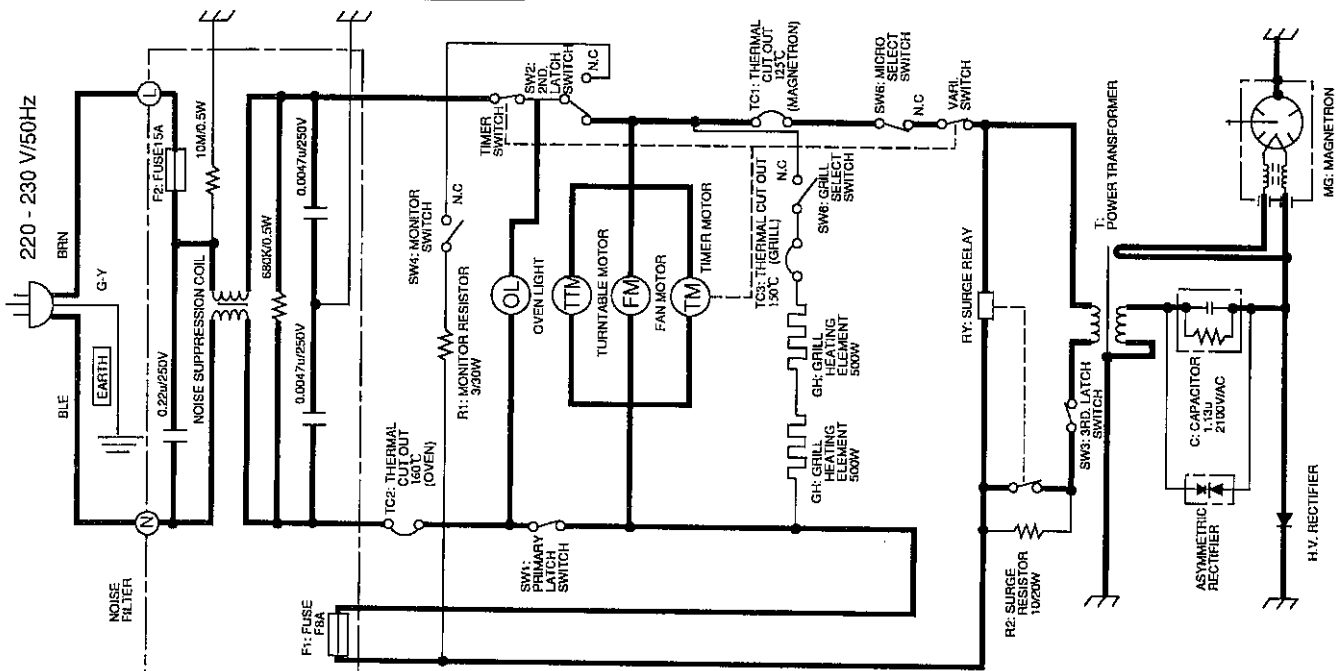 220 - 230 V/50Hz
BLE
G-Y
BRN
EARTH
NOISE
FILTER
N
L
0.22u/250V
F2: FUSE15A
10M/0.5W
NOISE SUPPRESSION COIL
680K/0.5W
0.0047u/250V
0.0047u/250V
TC2: THERMAL
CUT OUT
160℃
(OVEN)
SW4: MONITOR
SWITCH
N.C
R1: MONITOR RESISTOR
3/30W
TIMER
SWITCH
SW2:
2ND.
LATCH
SWITCH
N.C
F1: FUSE
F8A
SW1:
PRIMARY
LATCH
SWITCH
OL
OVEN LIGHT
TTM
TURNTABLE MOTOR
FM
FAN MOTOR
TM
TIMER MOTOR
TC1: THERMAL
CUT OUT
125℃
(MAGNETRON)
SW6: MICRO
SELECT
SWITCH
N.C
VARI.
SWITCH
N.C
SW6: GRILL
SELECT
SWITCH
TC3: THERMAL CUT OUT
150℃ (GRILL)
GH: GRILL
HEATING
ELEMENT
500W
GH: GRILL
HEATING
ELEMENT
500W
RY: SURGE RELAY
R2: SURGE
RESISTOR
10/20W
SW3: 3RD. LATCH
SWITCH
T:
POWER TRANSFORMER
C: CAPACITOR
1.13u
2100V/AC
ASYMMETRIC
RECTIFIER
H.V. RECTIFIER
MG: MAGNETRON